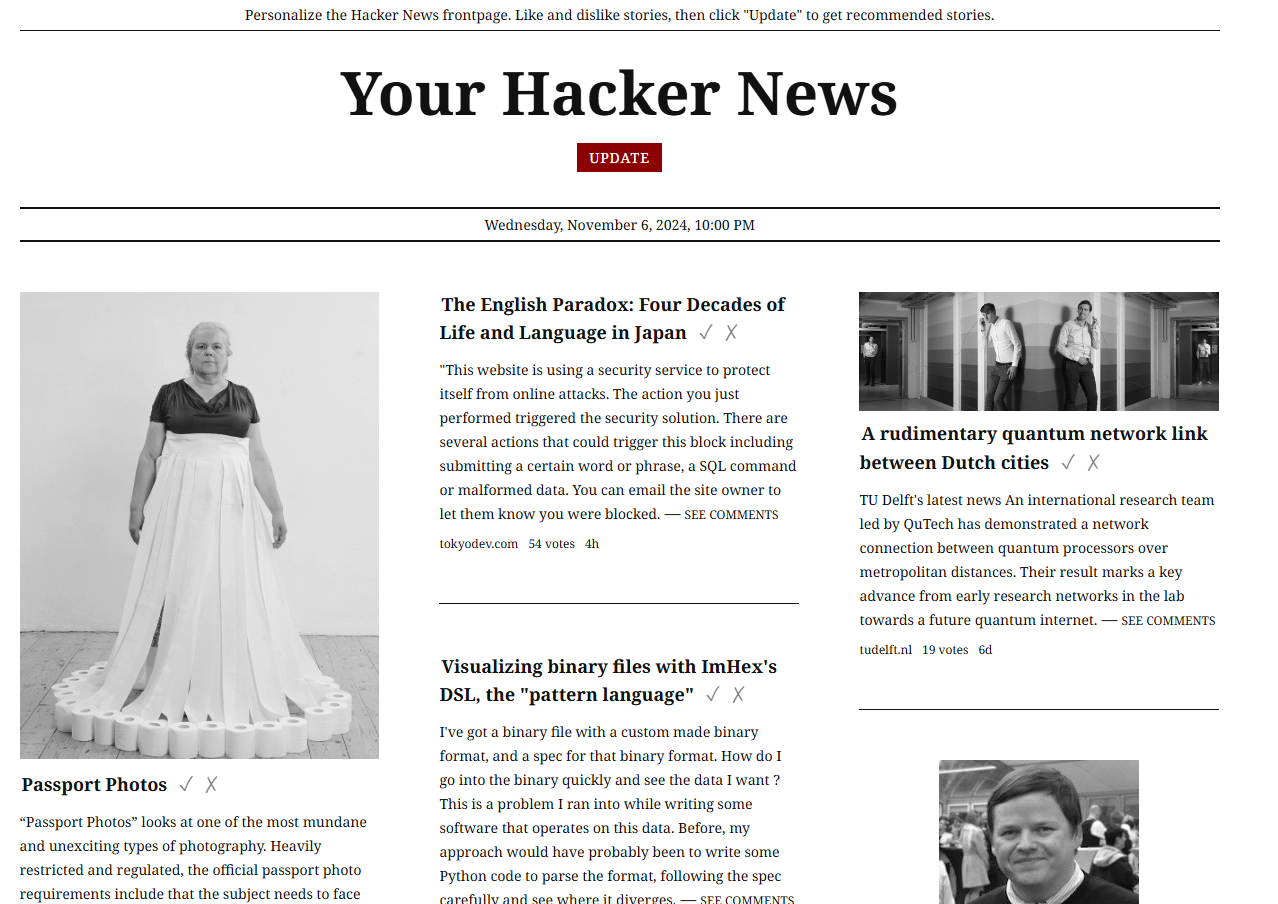 Personalize the Hacker News frontpage. Like and dislike stories, then click "Update" to get recommended stories.
Your Hacker News
UPDATE
Wednesday, November 6, 2024, 10:00 PM
Passport Photos ✓ ✗
“Passport Photos” looks at one of the most mundane
and unexciting types of photography. Heavily
restricted and regulated, the official passport photo
requirements include that the subject needs to face
The English Paradox: Four Decades of
Life and Language in Japan ✓ ✗
"This website is using a security service to protect
itself from online attacks. The action you just
performed triggered the security solution. There are
several actions that could trigger this block including
submitting a certain word or phrase, a SQL command
or malformed data. You can email the site owner to
let them know you were blocked. — SEE COMMENTS
tokyodev.com 54 votes 4h
Visualizing binary files with ImHex's
DSL, the "pattern language" ✓ ✗
I've got a binary file with a custom made binary
format, and a spec for that binary format. How do I
go into the binary quickly and see the data I want ?
This is a problem I ran into while writing some
software that operates on this data. Before, my
approach would have probably been to write some
Python code to parse the format, following the spec
carefully and see where it diverges. — SEE COMMENTS
A rudimentary quantum network link
between Dutch cities ✓ ✗
TU Delft's latest news An international research team
led by QuTech has demonstrated a network
connection between quantum processors over
metropolitan distances. Their result marks a key
advance from early research networks in the lab
towards a future quantum internet. — SEE COMMENTS
tudelft.nl 19 votes 6d